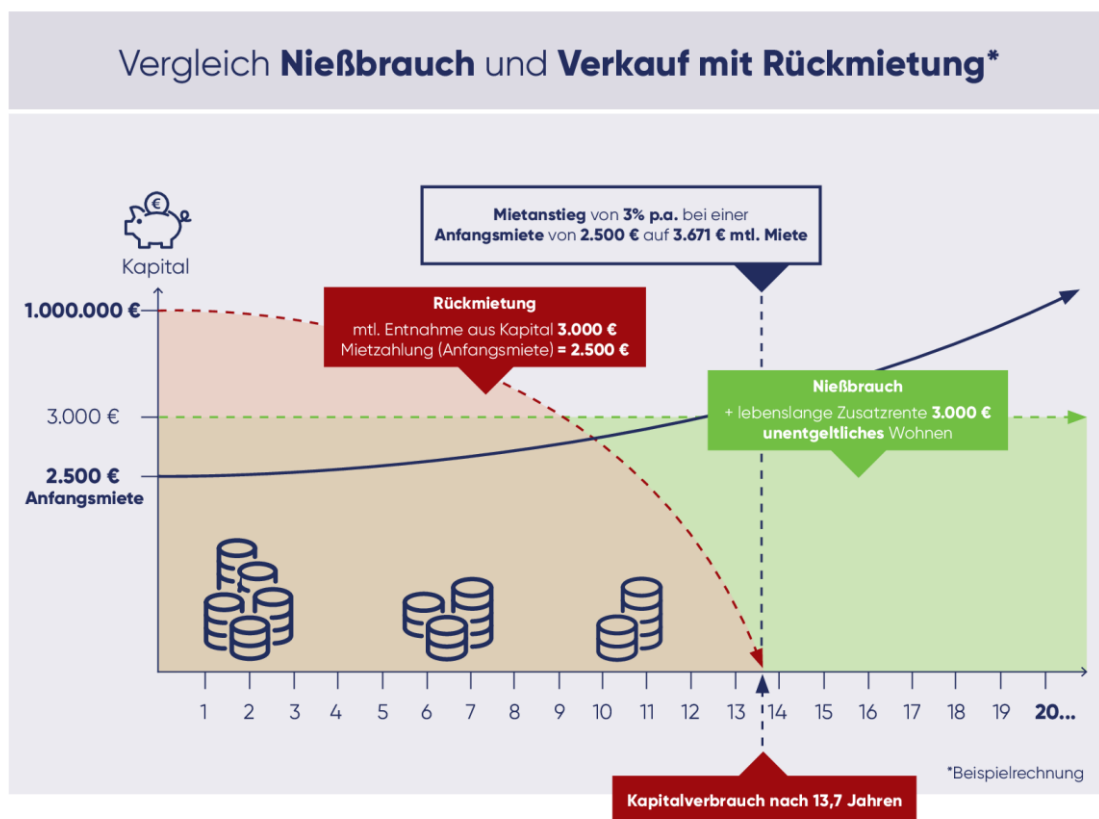 Vergleich Nießbrauch und Verkauf mit Rückmietung*
€
Kapital
Mietanstieg von 3% p.a. bei einer
Anfangsmiete von 2.500 € auf 3.671 € mtl. Miete
1.000.000 €
Rückmietung
mtl. Entnahme aus Kapital 3.000 €
Mietzahlung (Anfangsmiete) = 2.500 €
3.000 €
Nießbrauch
+ lebenslange Zusatzrente 3.000 €
unentgeltliches Wohnen
2.500 €
Anfangsmiete
1 2 3 4 5 6 7 8 9 10 11 12 13 14 15 16 17 18 19 20...
*Beispielrechnung
Kapitalverbrauch nach 13,7 Jahren